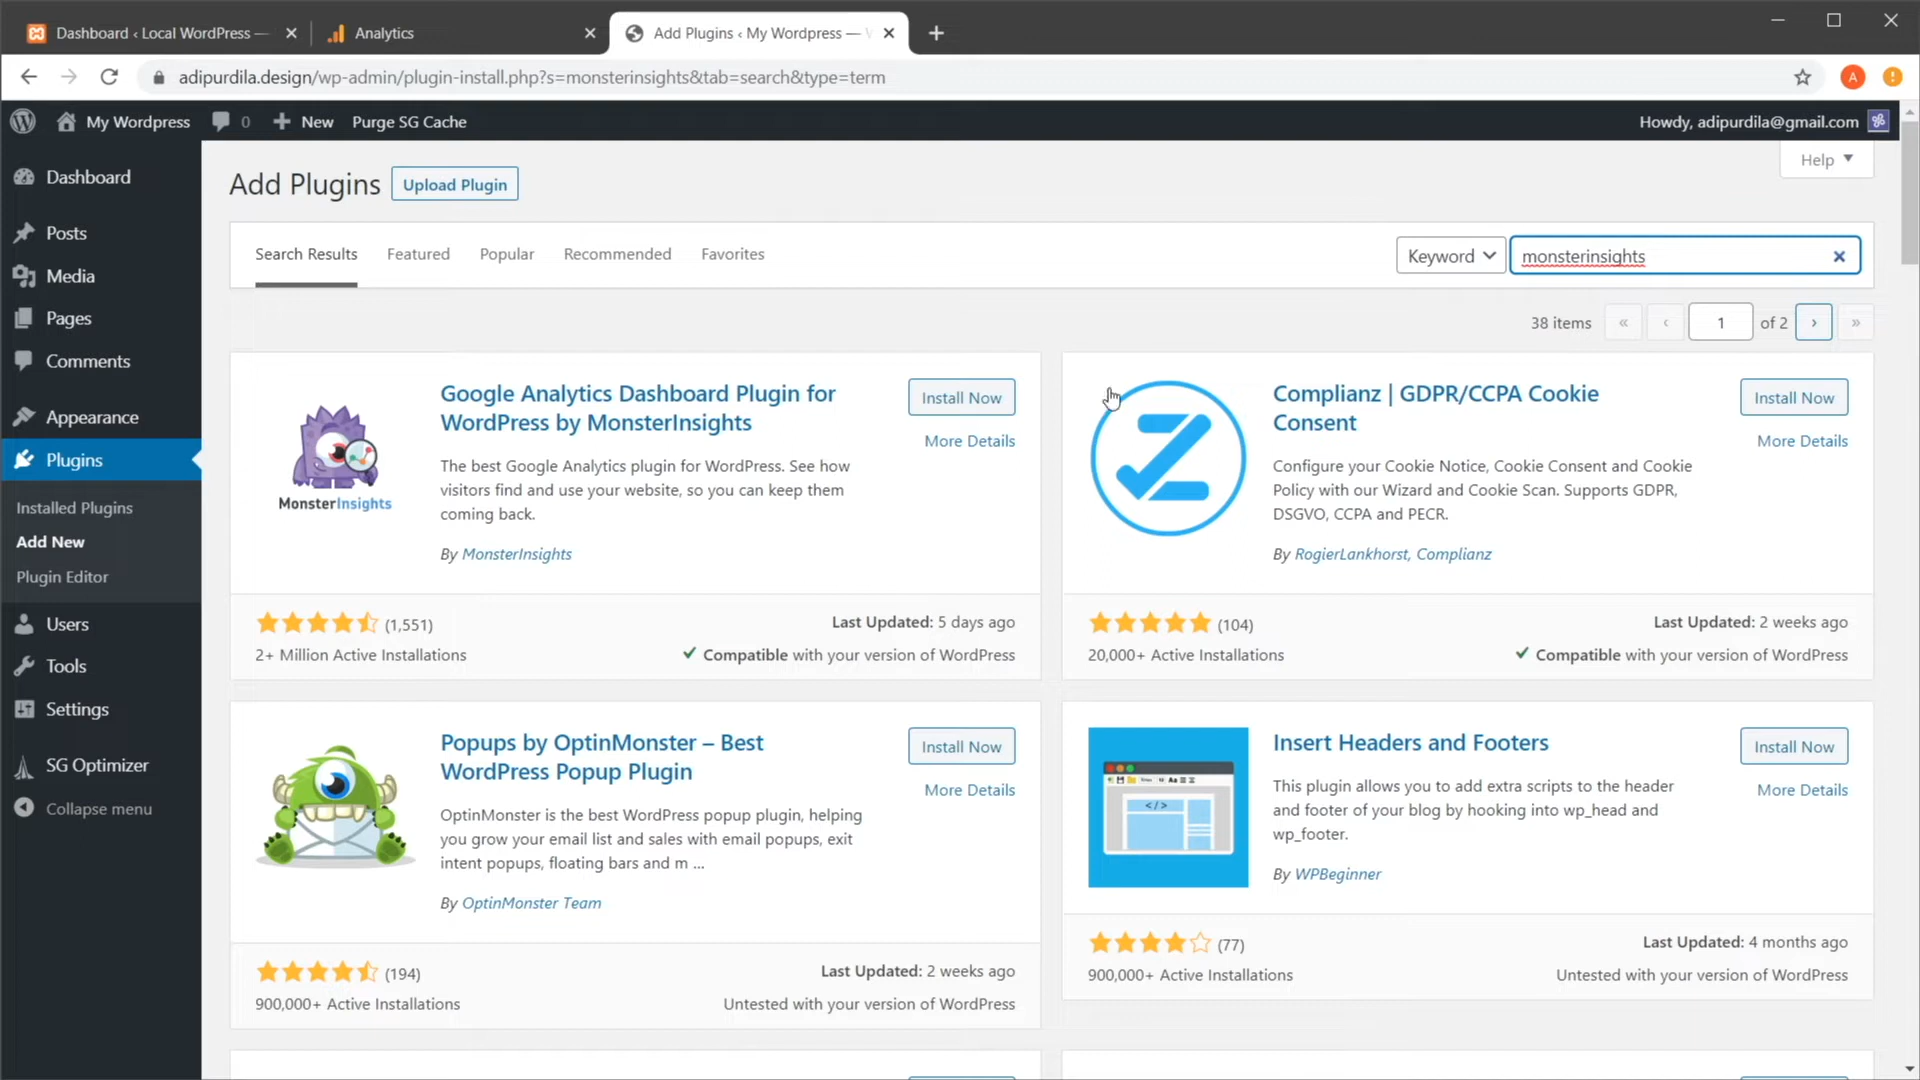 Dashboard ‹ Local WordPress —
Analytics
Add Plugins ‹ My Wordpress —
adipurdila.design/wp-admin/plugin-install.php?s=monsterinsights&tab=search&type=term
A
My Wordpress
0
New
Purge SG Cache
Howdy, adipurdila@gmail.com
Dashboard
Posts
Media
Pages
Comments
Appearance
Plugins
Installed Plugins
Add New
Plugin Editor
Users
Tools
Settings
SG Optimizer
Collapse menu
Help
Add Plugins
Upload Plugin
Search Results
Featured
Popular
Recommended
Favorites
Keyword
monsterinsights
38 items
«
‹
1
of 2
›
»
MonsterInsights
Google Analytics Dashboard Plugin for
WordPress by MonsterInsights
Install Now
More Details
The best Google Analytics plugin for WordPress. See how
visitors find and use your website, so you can keep them
coming back.
By MonsterInsights
(1,551)
2+ Million Active Installations
Last Updated: 5 days ago
Compatible with your version of WordPress
Complianz | GDPR/CCPA Cookie
Consent
Install Now
More Details
Configure your Cookie Notice, Cookie Consent and Cookie
Policy with our Wizard and Cookie Scan. Supports GDPR,
DSGVO, CCPA and PECR.
By RogierLankhorst, Complianz
(104)
20,000+ Active Installations
Last Updated: 2 weeks ago
Compatible with your version of WordPress
Popups by OptinMonster – Best
WordPress Popup Plugin
Install Now
More Details
OptinMonster is the best WordPress popup plugin, helping
you grow your email list and sales with email popups, exit
intent popups, floating bars and m ...
By OptinMonster Team
(194)
900,000+ Active Installations
Last Updated: 2 weeks ago
Untested with your version of WordPress
</>
Insert Headers and Footers
Install Now
More Details
This plugin allows you to add extra scripts to the header
and footer of your blog by hooking into wp_head and
wp_footer.
By WPBeginner
(77)
900,000+ Active Installations
Last Updated: 4 months ago
Untested with your version of WordPress